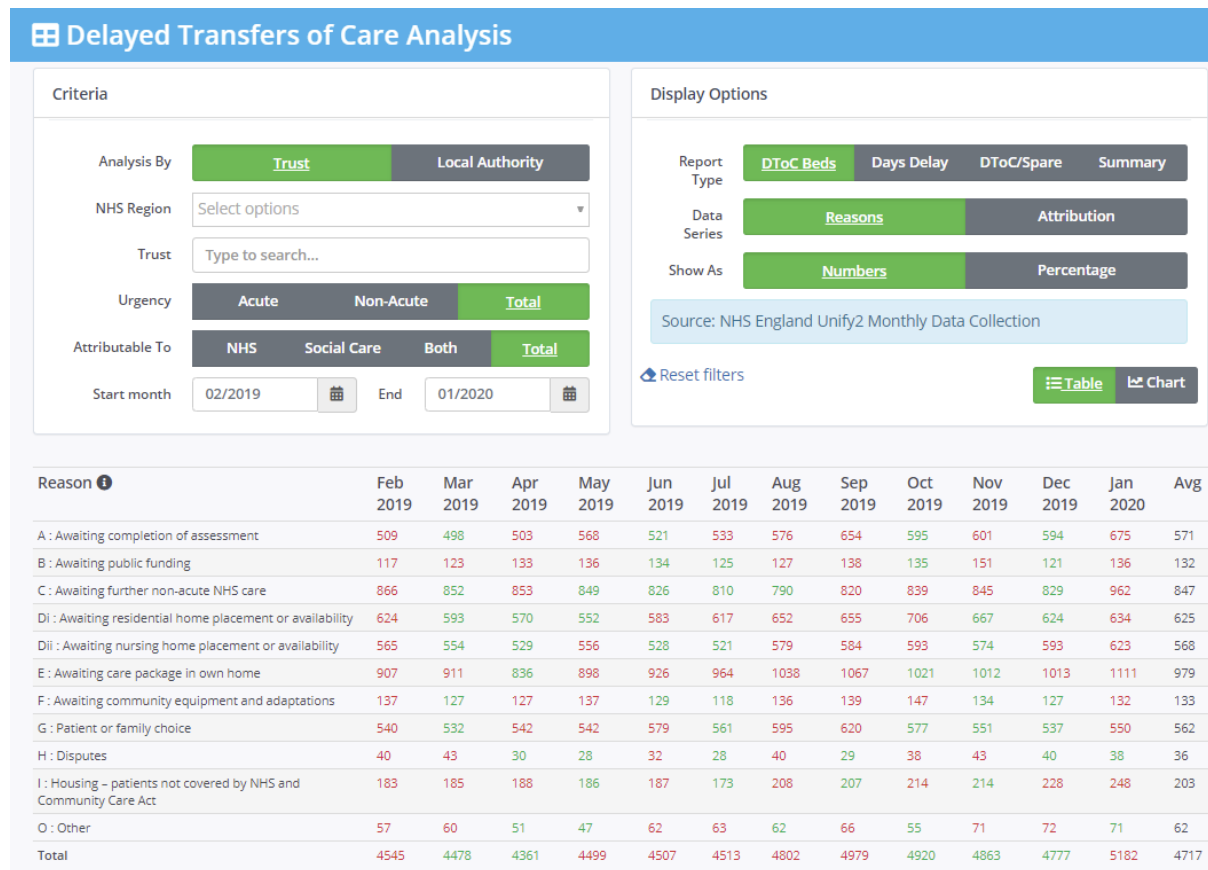 Delayed Transfers of Care Analysis
Criteria
Analysis By Trust Local Authority
NHS Region Select options
Trust Type to search...
Urgency Acute Non-Acute Total
Attributable To NHS Social Care Both Total
Start month 02/2019 End 01/2020
Display Options
Report Type DToC Beds Days Delay DToC/Spare Summary
Data Series Reasons Attribution
Show As Numbers Percentage
Source: NHS England Unify2 Monthly Data Collection
Reset filters Table Chart
Reason Feb 2019 Mar 2019 Apr 2019 May 2019 Jun 2019 Jul 2019 Aug 2019 Sep 2019 Oct 2019 Nov 2019 Dec 2019 Jan 2020 Avg
A : Awaiting completion of assessment 509 498 503 568 521 533 576 654 595 601 594 675 571
B : Awaiting public funding 117 123 133 136 134 125 127 138 135 151 121 136 132
C : Awaiting further non-acute NHS care 866 852 853 849 826 810 790 820 839 845 829 962 847
Di : Awaiting residential home placement or availability 624 593 570 552 583 617 652 655 706 667 624 634 625
Dii : Awaiting nursing home placement or availability 565 554 529 556 528 521 579 584 593 574 593 623 568
E : Awaiting care package in own home 907 911 836 898 926 964 1038 1067 1021 1012 1013 1111 979
F : Awaiting community equipment and adaptations 137 127 127 137 129 118 136 139 147 134 127 132 133
G : Patient or family choice 540 532 542 542 579 561 595 620 577 551 537 550 562
H : Disputes 40 43 30 28 32 28 40 29 38 43 40 38 36
I : Housing – patients not covered by NHS and 183 185 188 186 187 173 208 207 214 214 228 248 203
Community Care Act
O : Other 57 60 51 47 62 63 62 66 55 71 72 71 62
Total 4545 4478 4361 4499 4507 4513 4802 4979 4920 4863 4777 5182 4717